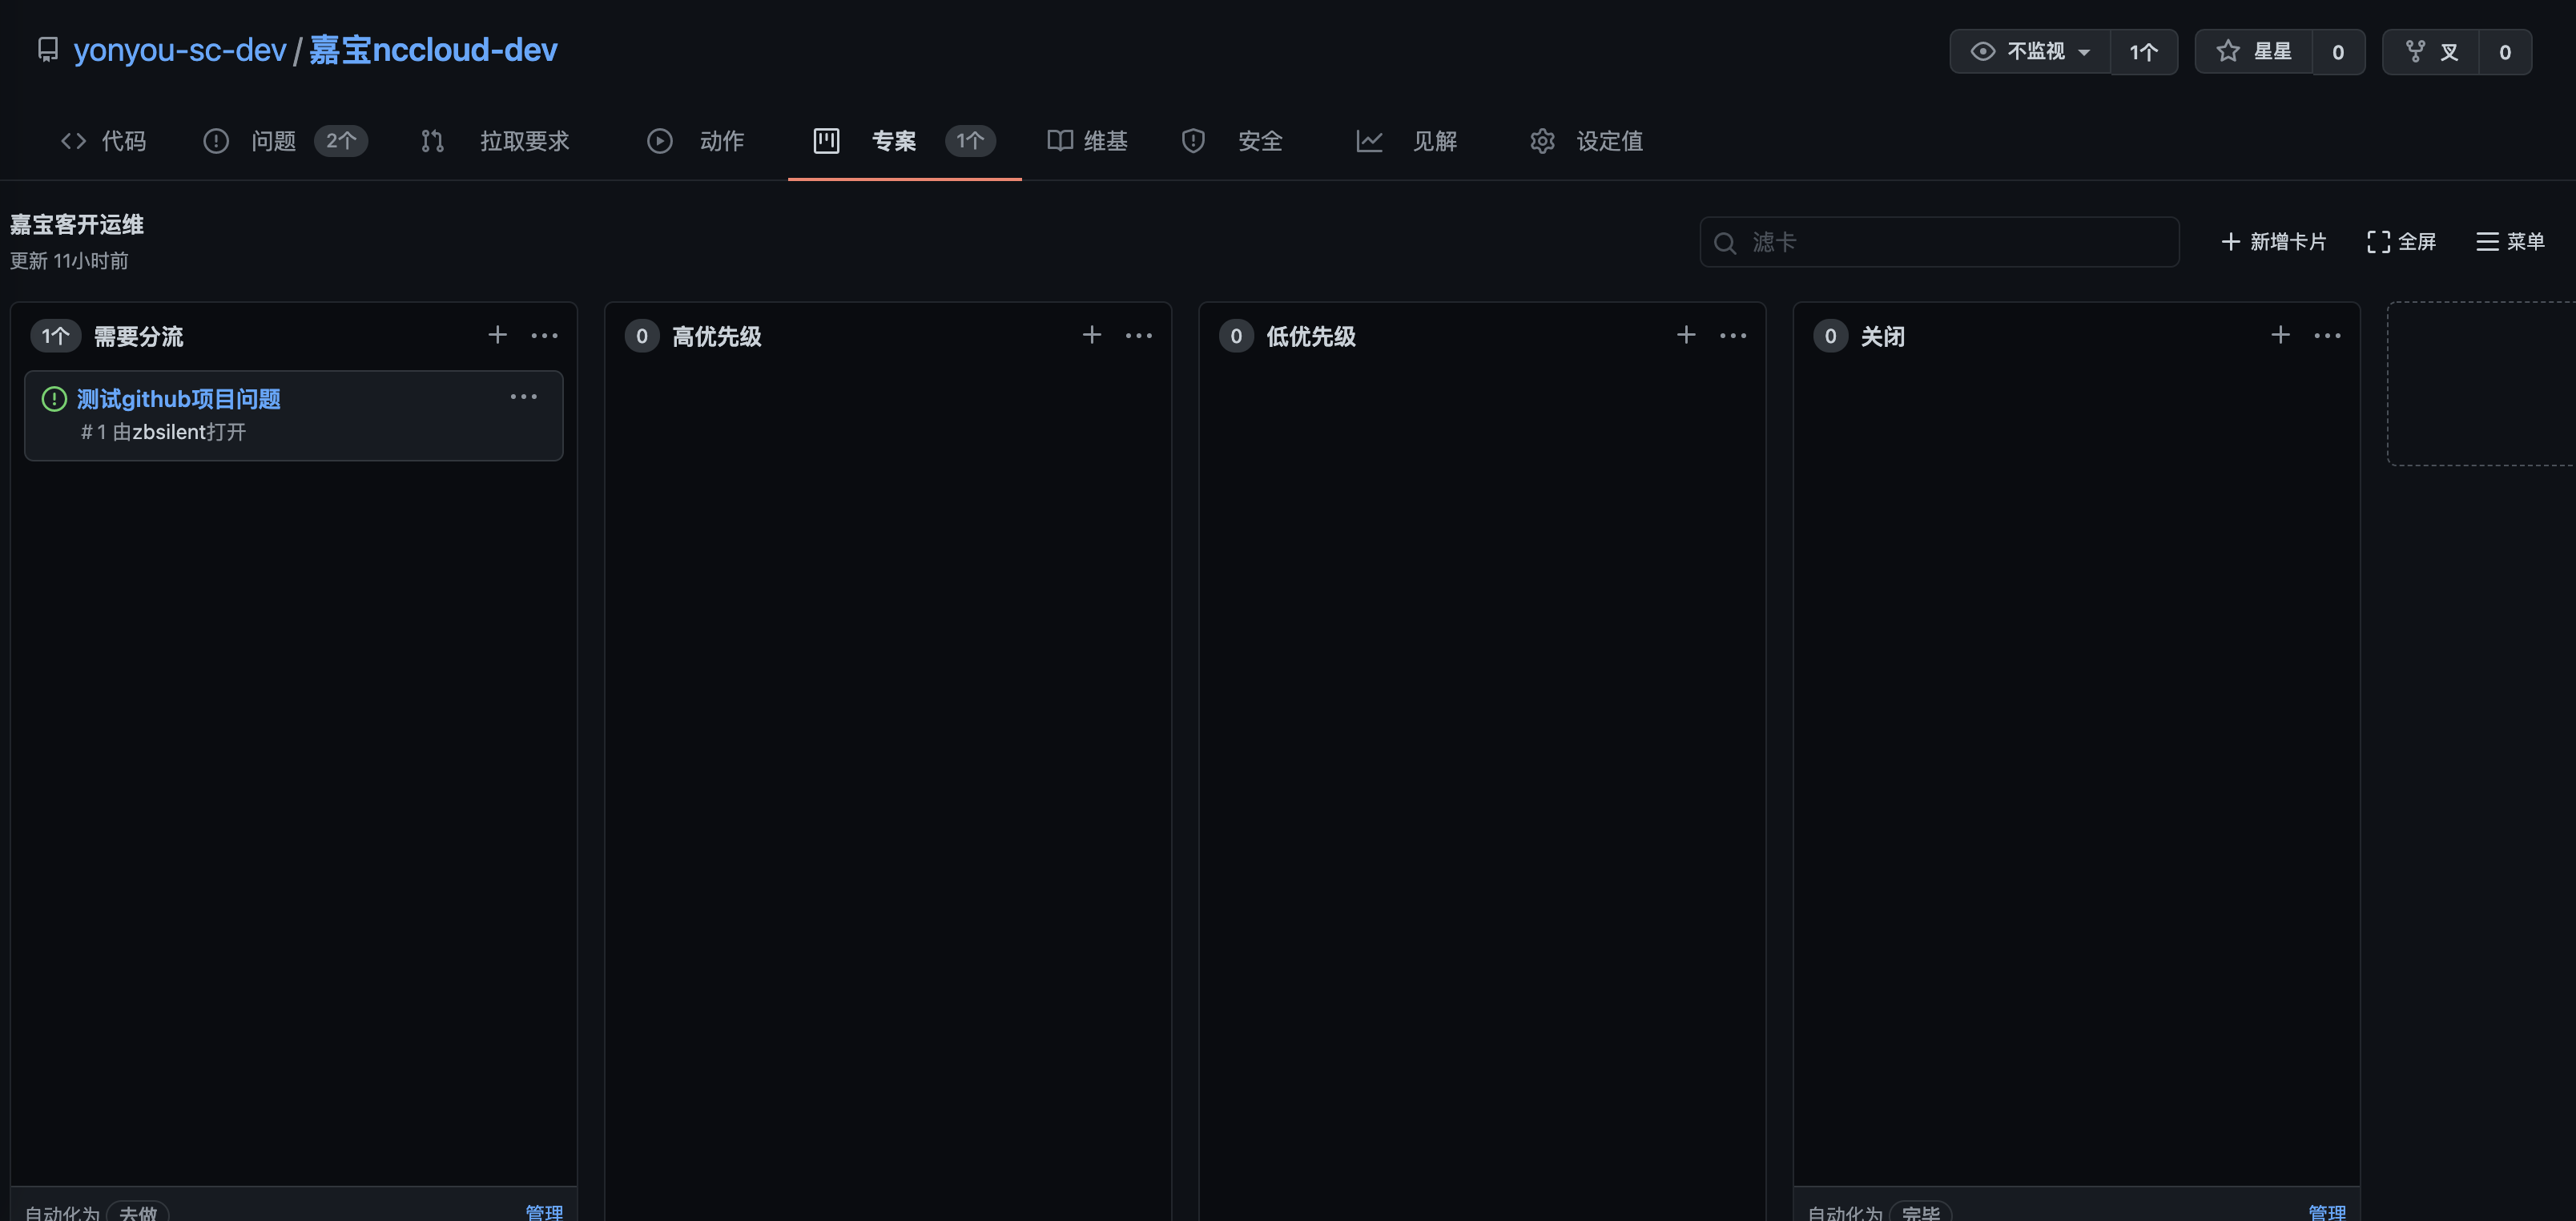 yonyou-sc-dev / 嘉宝nccloud-dev
不监视 1个 星星 0 叉 0
代码 问题 2个 拉取要求 动作 专案 1个 维基 安全 见解 设定值
嘉宝客开运维
更新 11小时前
滤卡
新增卡片 全屏 菜单
1个 需要分流
测试github项目问题
#1 由zbsilent打开
自动化为 去做 管理
0 高优先级
0 低优先级
0 关闭
自动化为 完毕 管理